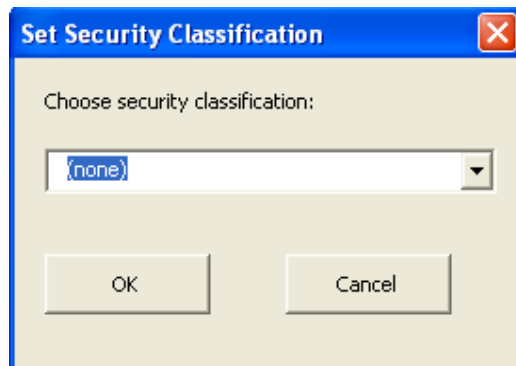 Set Security Classification
Choose security classification:
(none)
OK
Cancel